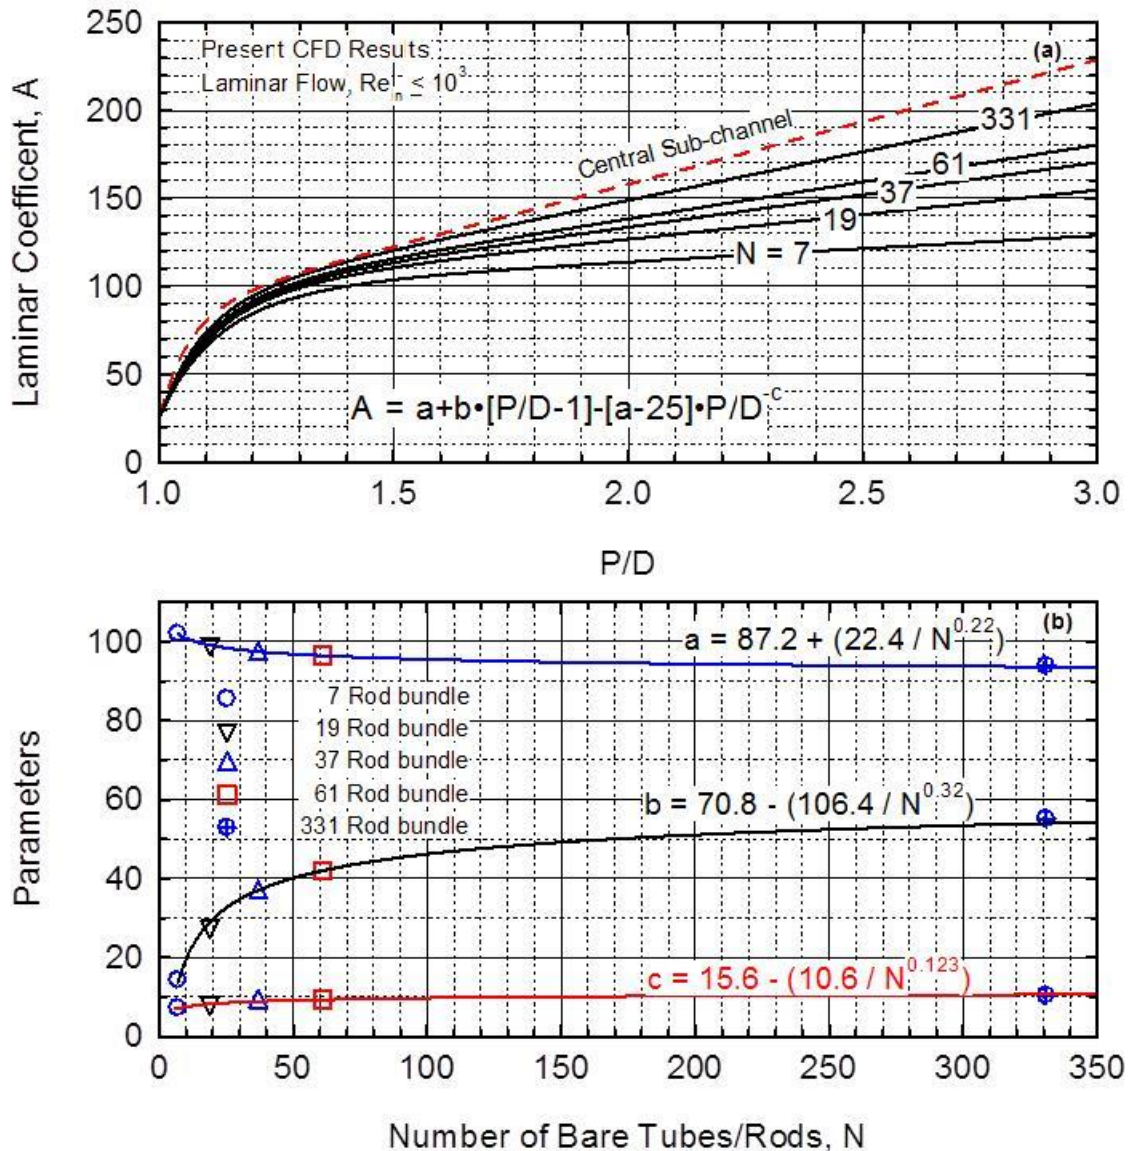 250
200
150
100
50
0
Laminar Coefficent, A
Present CFD Results
Laminar Flow, Re_in ≤ 10^3
(a)
Central Sub-channel
331
61
37
19
N = 7
A = a+b•[P/D-1]-[a-25]•P/D^-c
1.0 1.5 2.0 2.5 3.0
P/D
100
80
60
40
20
0
Parameters
(b)
a = 87.2 + (22.4 / N^0.22)
7 Rod bundle
19 Rod bundle
37 Rod bundle
61 Rod bundle
331 Rod bundle
b = 70.8 - (106.4 / N^0.32)
c = 15.6 - (10.6 / N^0.123)
0 50 100 150 200 250 300 350
Number of Bare Tubes/Rods, N